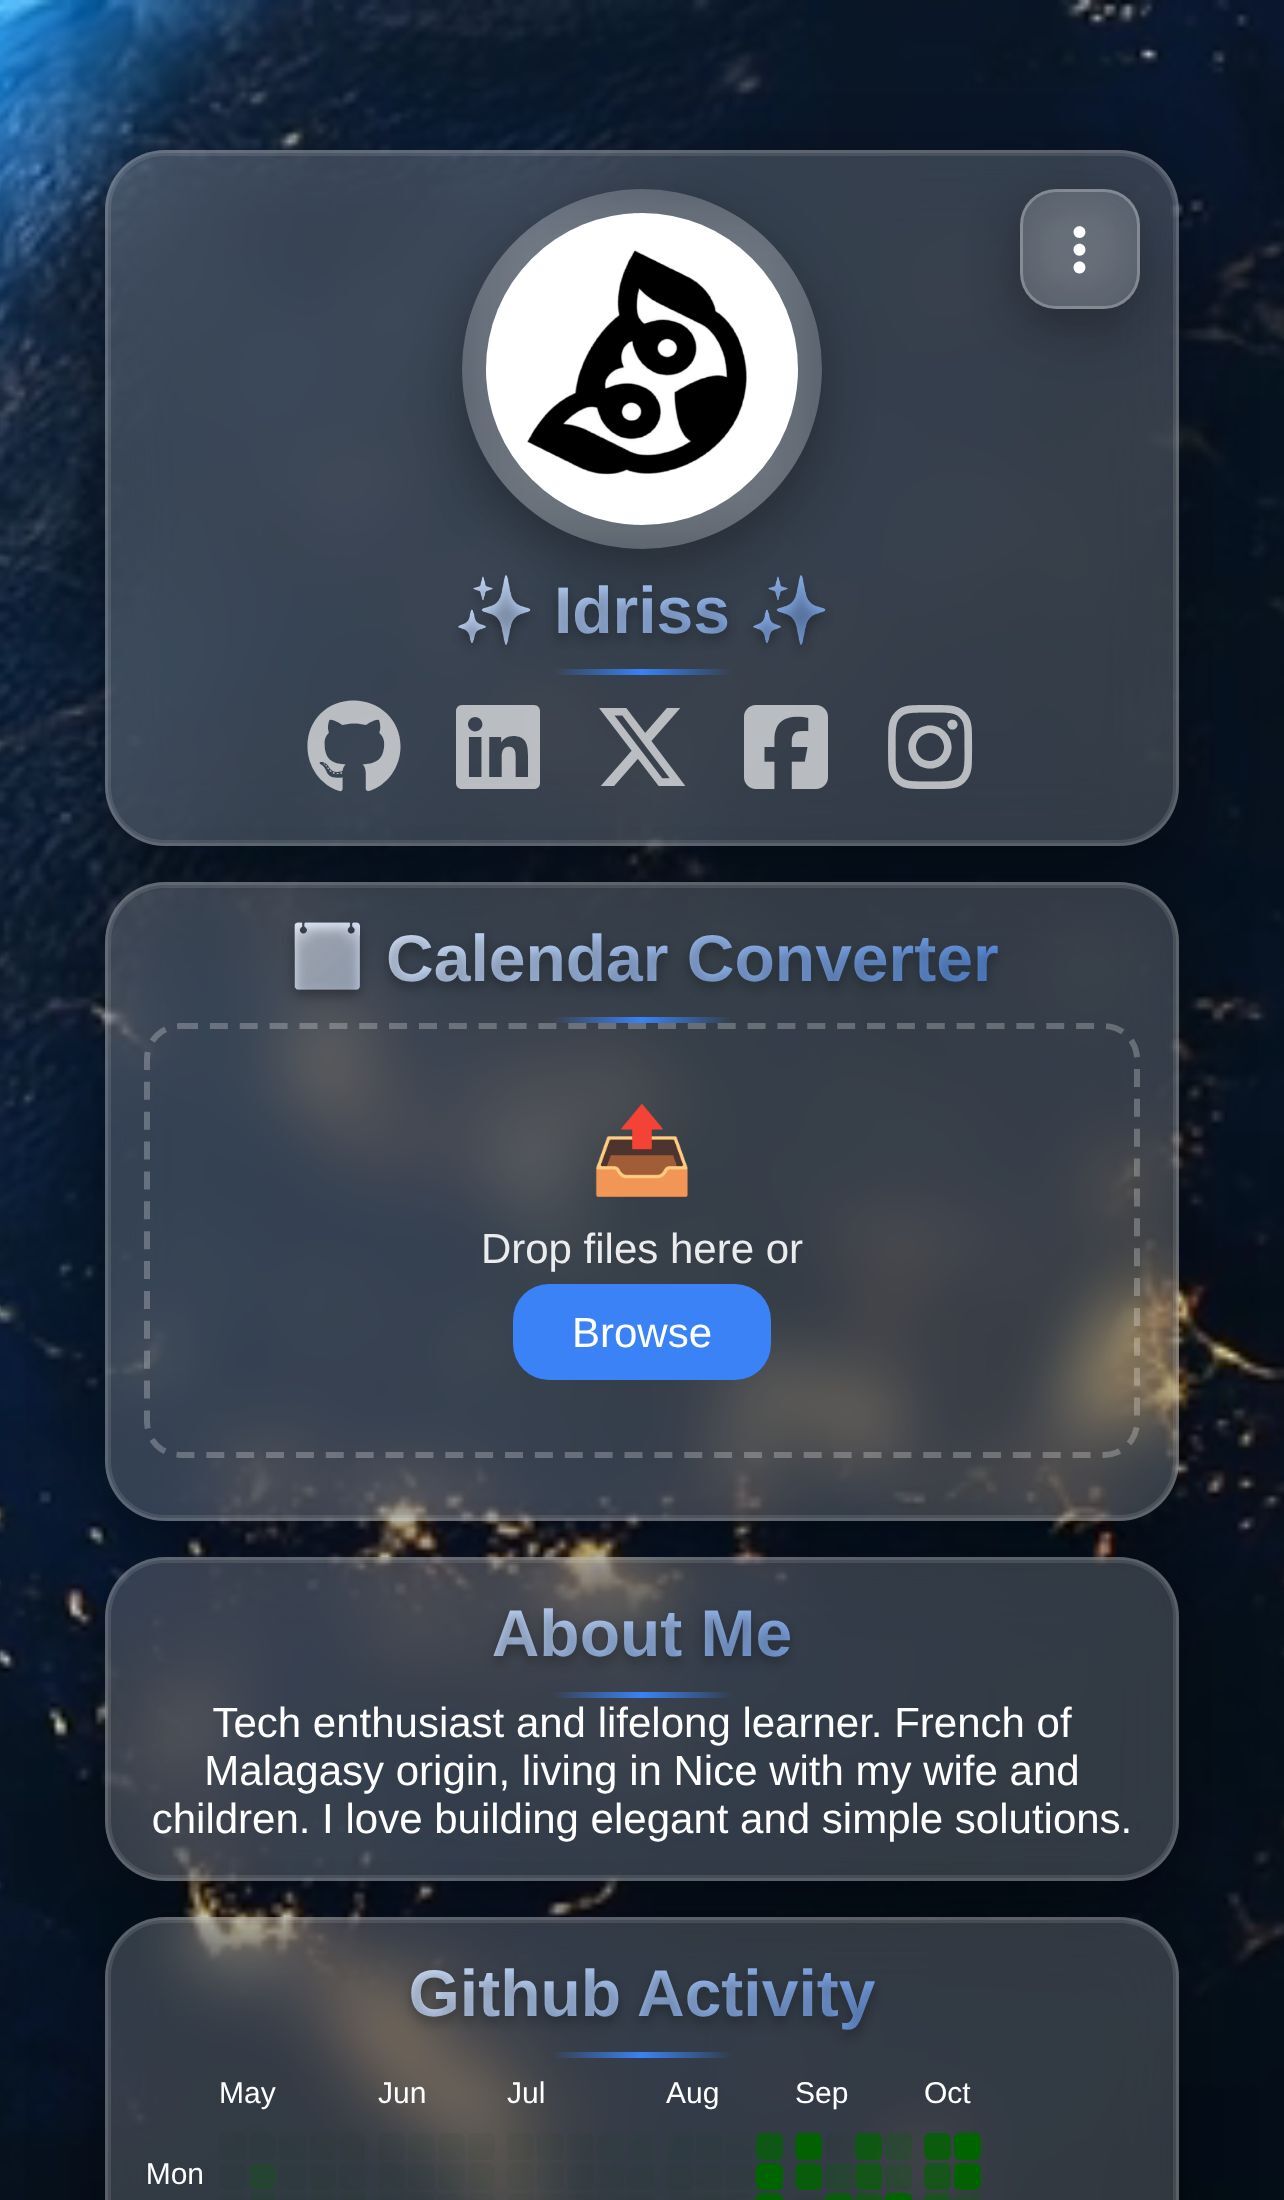 ✨ Idriss ✨
Calendar Converter
Drop files here or
Browse
About Me
Tech enthusiast and lifelong learner. French of
Malagasy origin, living in Nice with my wife and
children. I love building elegant and simple solutions.
Github Activity
May Jun Jul Aug Sep Oct
Mon